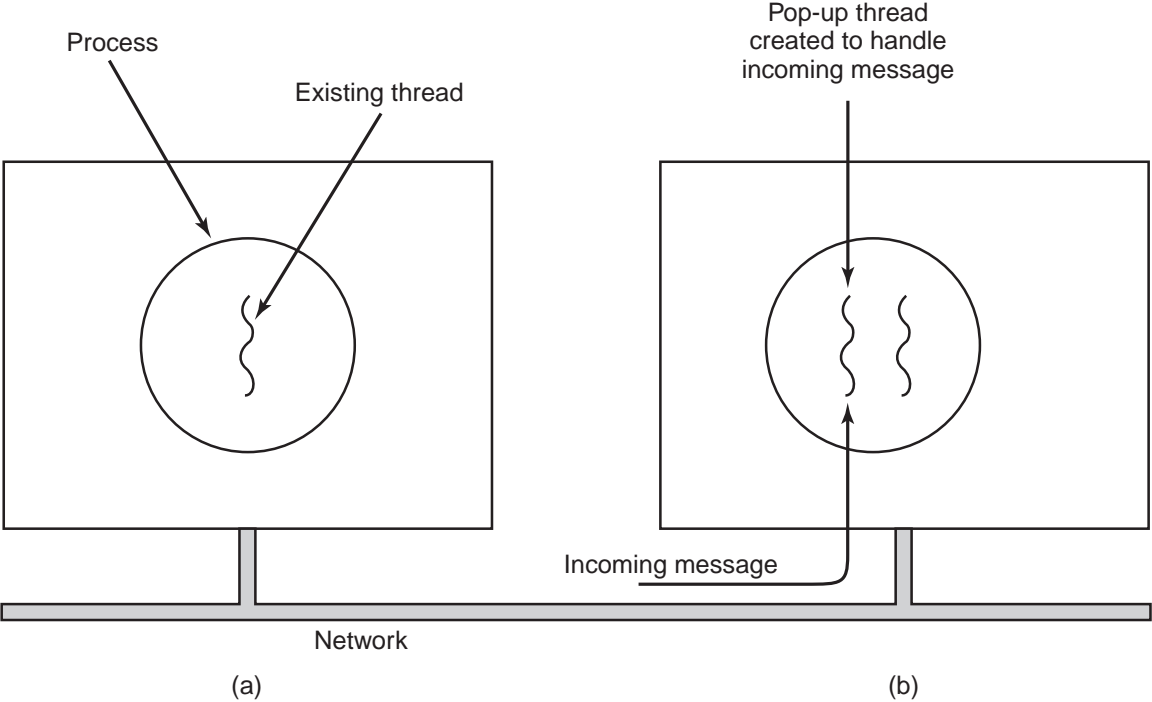 Process
Existing thread
Pop-up thread
created to handle
incoming message
Incoming message
Network
(a)
(b)